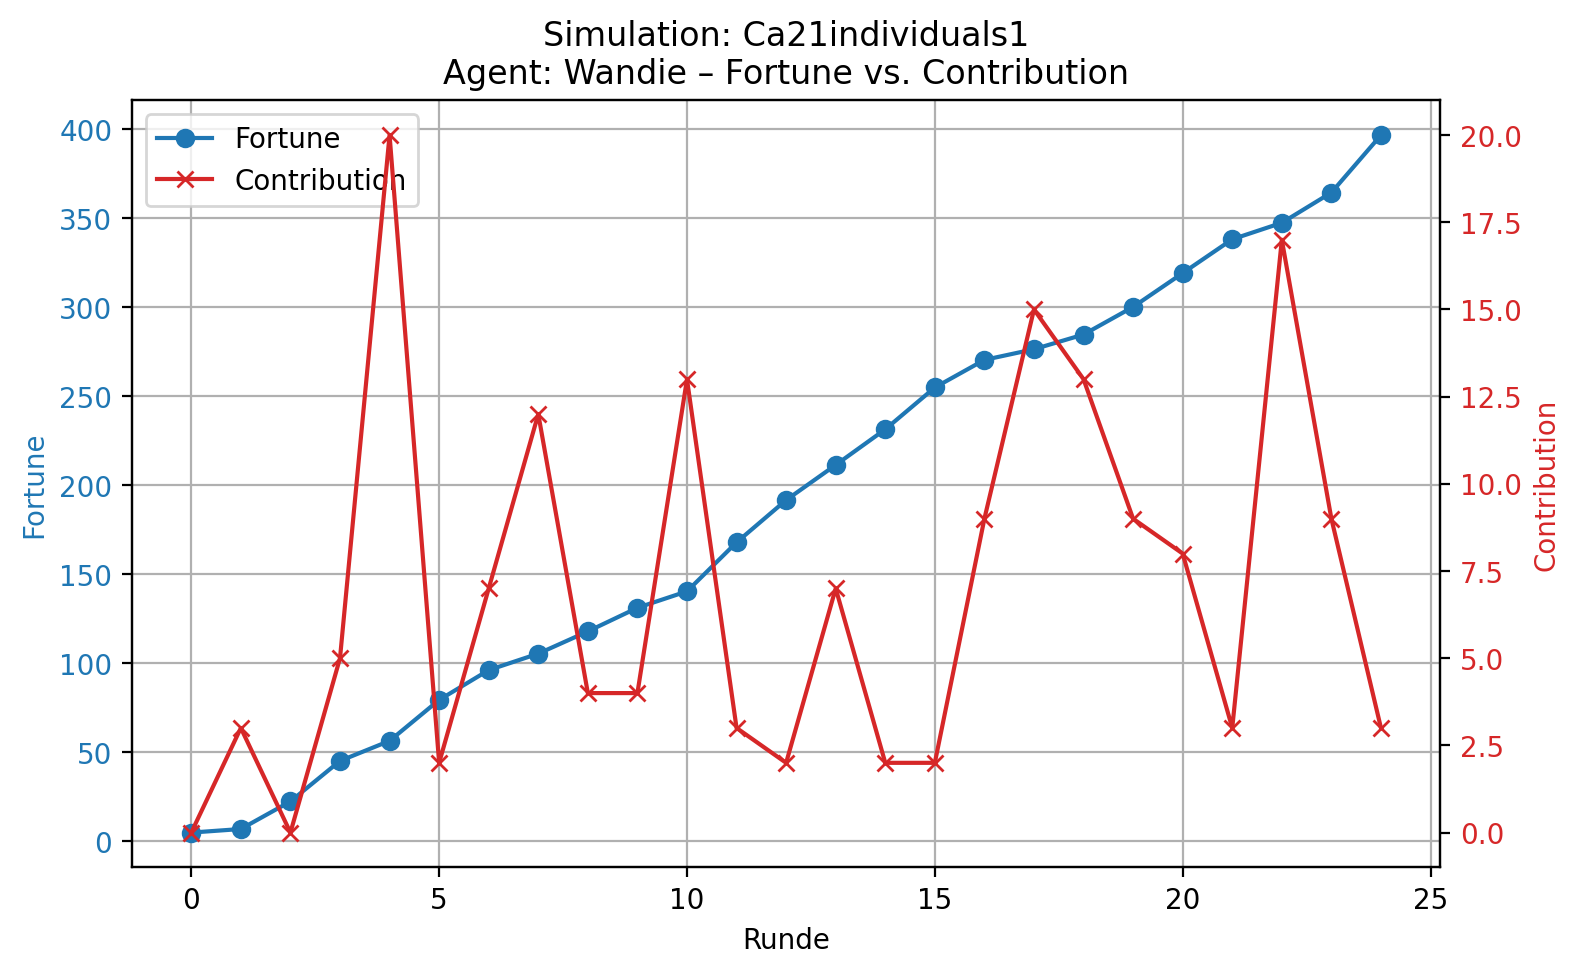 Simulation: Ca21individuals1
Agent: Wandie – Fortune vs. Contribution
Fortune
Contribution
400
350
300
250
200
150
100
50
0
Fortune
20.0
17.5
15.0
12.5
10.0
7.5
5.0
2.5
0.0
Contribution
0 5 10 15 20 25
Runde